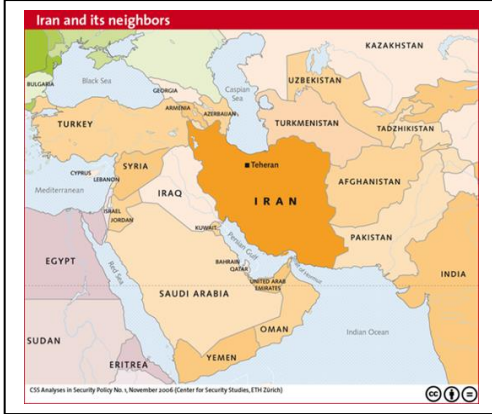 Iran and its neighbors
KAZAKHSTAN
BULGARIA
Black Sea
GEORGIA
Caspian
Sea
UZBEKISTAN
ARMENIA
AZERBAIJAN
TURKEY
TURKMENISTAN
TADZHIKISTAN
CYPRUS
SYRIA
LEBANON
Teheran
Mediterranean
IRAQ
IRAN
AFGHANISTAN
ISRAEL
JORDAN
KUWAIT
Persian Gulf
PAKISTAN
EGYPT
BAHRAIN
QATAR
UNITED ARAB
EMIRATES
INDIA
Red Sea
SAUDI ARABIA
OMAN
Indian Ocean
SUDAN
YEMEN
ERITREA
CSS Analyses in Security Policy No. 1, November 2006 (Center for Security Studies, ETH Zürich)
cc